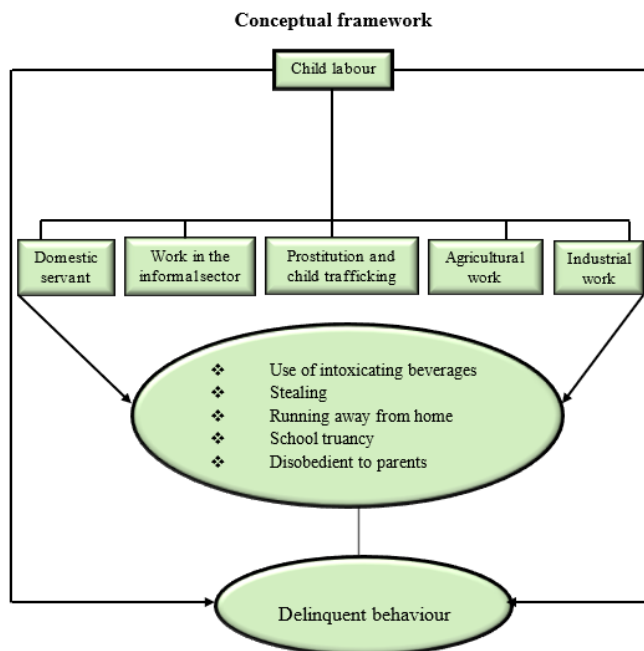 Conceptual framework
Child labour
Domestic
servant
Work in the
informal sector
Prostitution and
child trafficking
Agricultural
work
Industrial
work
❖ Use of intoxicating beverages
❖ Stealing
❖ Running away from home
❖ School truancy
❖ Disobedient to parents
Delinquent behaviour